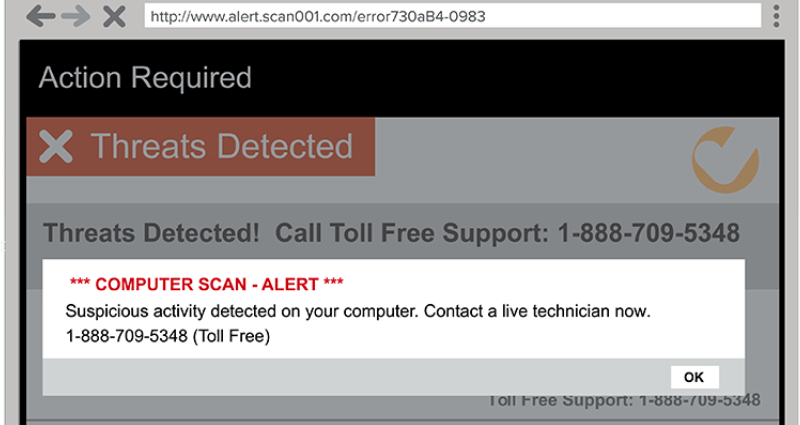 http://www.alert.scan001.com/error730aB4-0983
Action Required
Threats Detected
Threats Detected! Call Toll Free Support: 1-888-709-5348
*** COMPUTER SCAN - ALERT ***
Suspicious activity detected on your computer. Contact a live technician now.
1-888-709-5348 (Toll Free)
OK
Toll Free Support: 1-888-709-5348